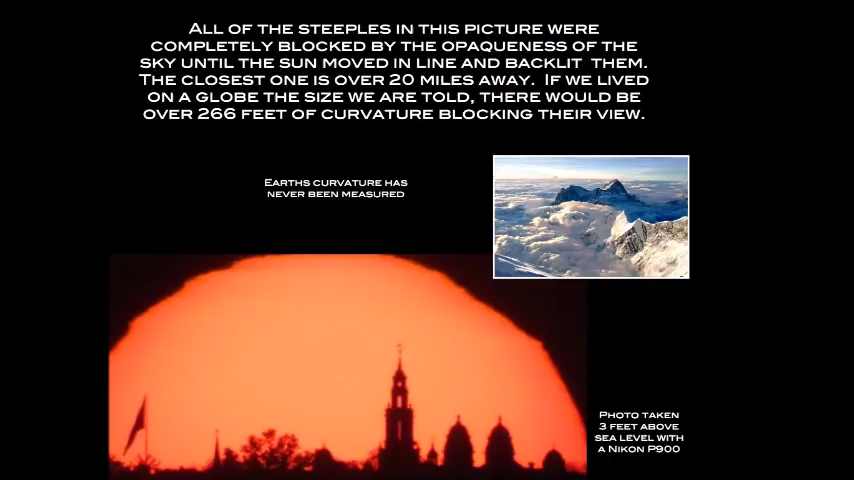 ALL OF THE STEEPLES IN THIS PICTURE WERE
COMPLETELY BLOCKED BY THE OPAQUENESS OF THE
SKY UNTIL THE SUN MOVED IN LINE AND BACKLIT THEM.
THE CLOSEST ONE IS OVER 20 MILES AWAY. IF WE LIVED
ON A GLOBE THE SIZE WE ARE TOLD, THERE WOULD BE
OVER 266 FEET OF CURVATURE BLOCKING THEIR VIEW.
EARTHS CURVATURE HAS
NEVER BEEN MEASURED
PHOTO TAKEN
3 FEET ABOVE
SEA LEVEL WITH
A NIKON P900